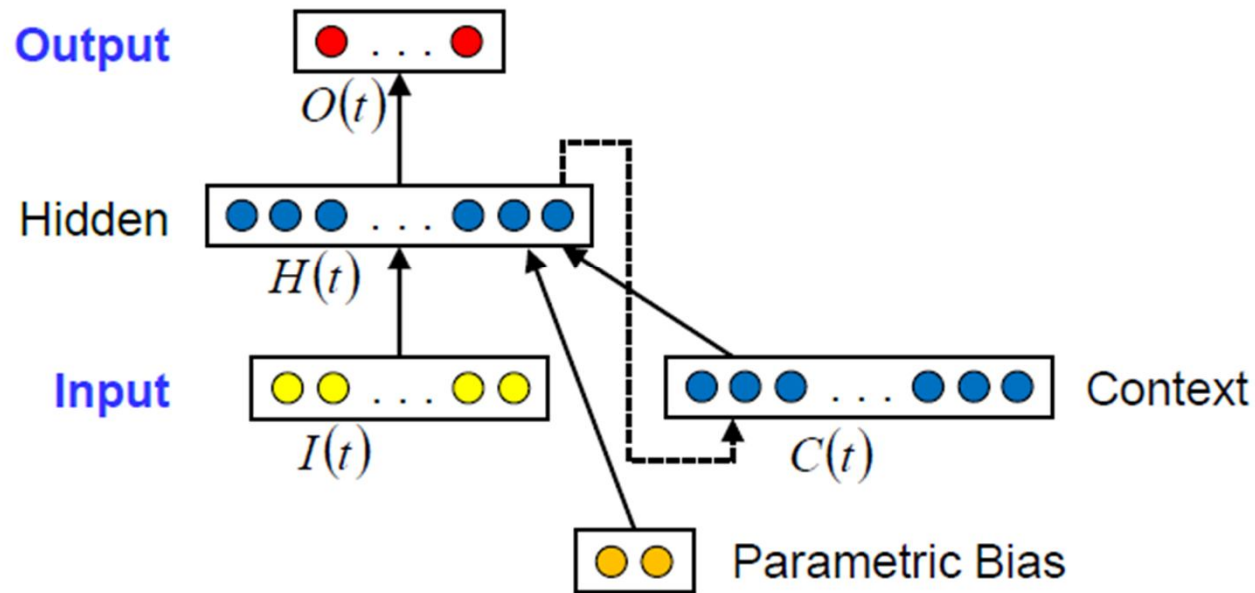 Output
. . .
O(t)
Hidden
. . .
H(t)
Input
. . .
I(t)
. . .
Context
C(t)
Parametric Bias